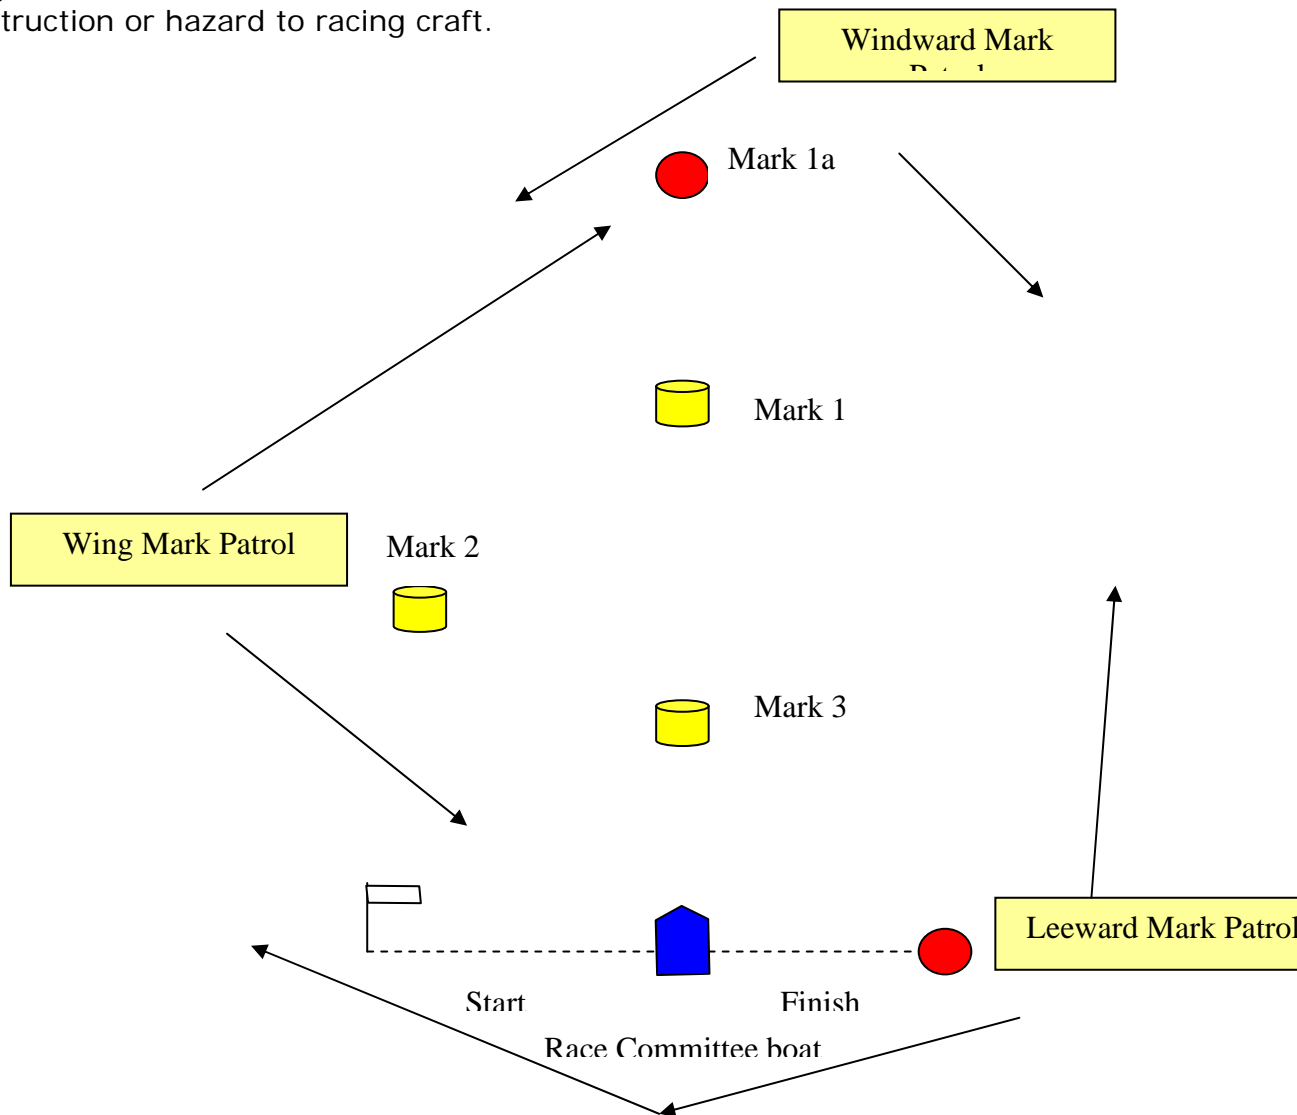 truction or hazard to racing craft.
Windward Mark
Mark 1a
Mark 1
Wing Mark Patrol
Mark 2
Mark 3
Leeward Mark Patrol
Start
Finish
Race Committee boat